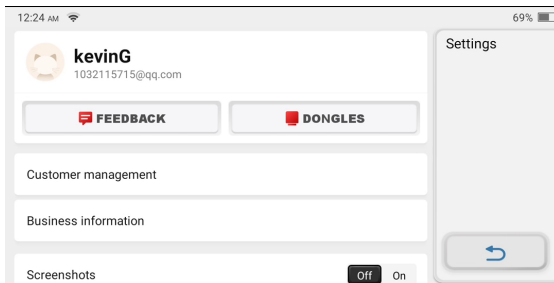 12:24 AM 69%
kevinG
1032115715@qq.com
FEEDBACK DONGLES
Customer management
Business information
Screenshots Off On
Settings